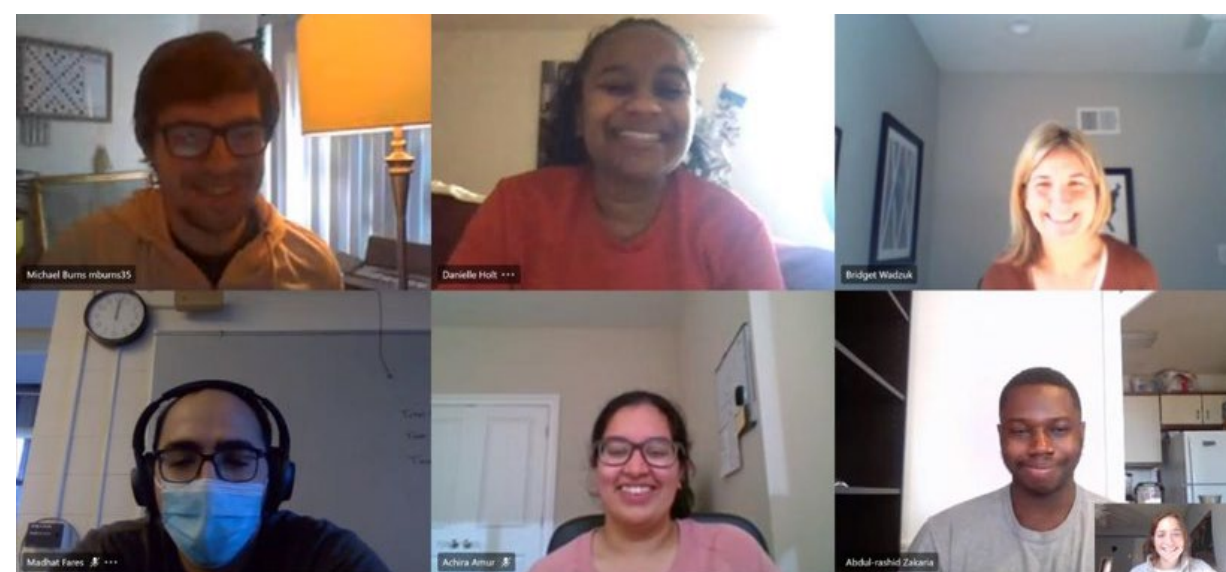 Michael Burns mburns35
Danielle Holt
Bridget Wadzuk
Madhat Fares
Achira Amur
Abdul-rashid Zakaria